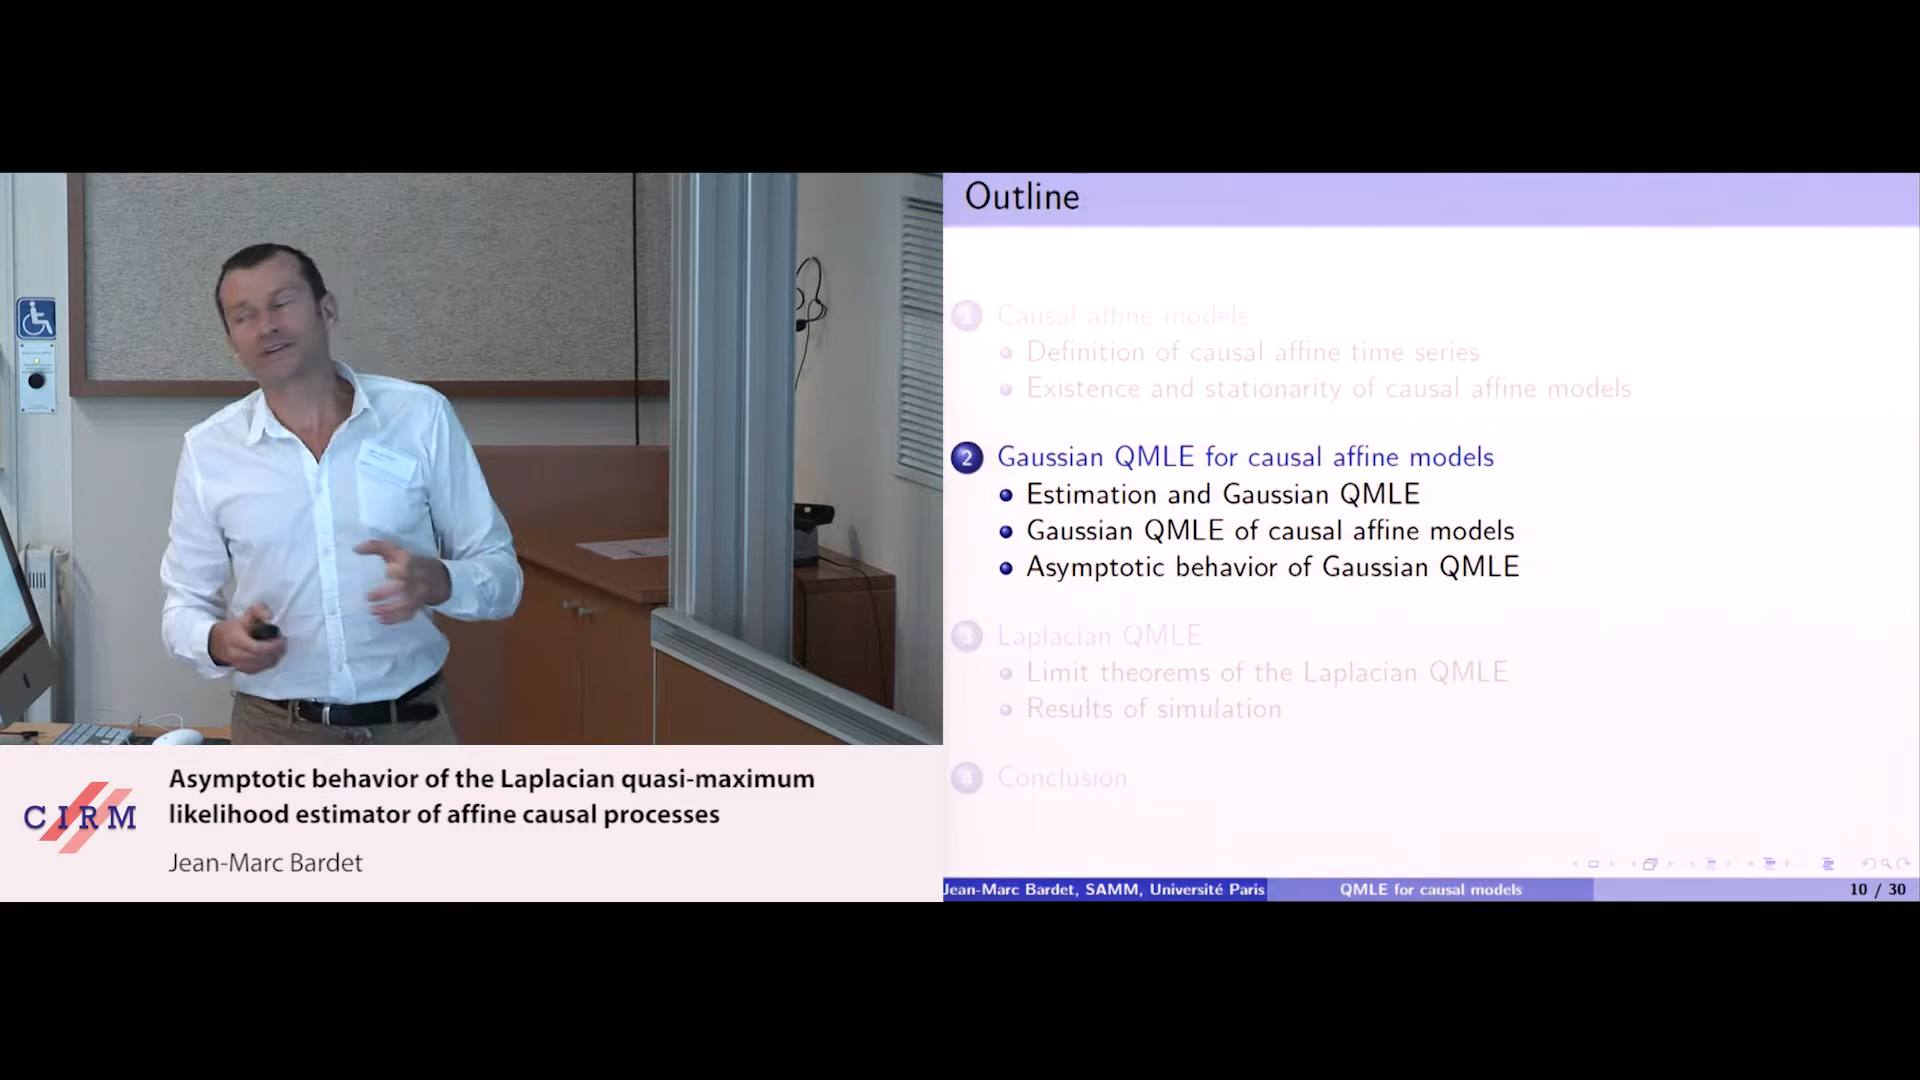 Outline
1 Causal affine models
Definition of causal affine time series
Existence and stationarity of causal affine models
2 Gaussian QMLE for causal affine models
Estimation and Gaussian QMLE
Gaussian QMLE of causal affine models
Asymptotic behavior of Gaussian QMLE
3 Laplacian QMLE
Limit theorems of the Laplacian QMLE
Results of simulation
4 Conclusion
Jean-Marc Bardet, SAMM, Université Paris
QMLE for causal models
10 / 30
CIRM
Asymptotic behavior of the Laplacian quasi-maximum
likelihood estimator of affine causal processes
Jean-Marc Bardet